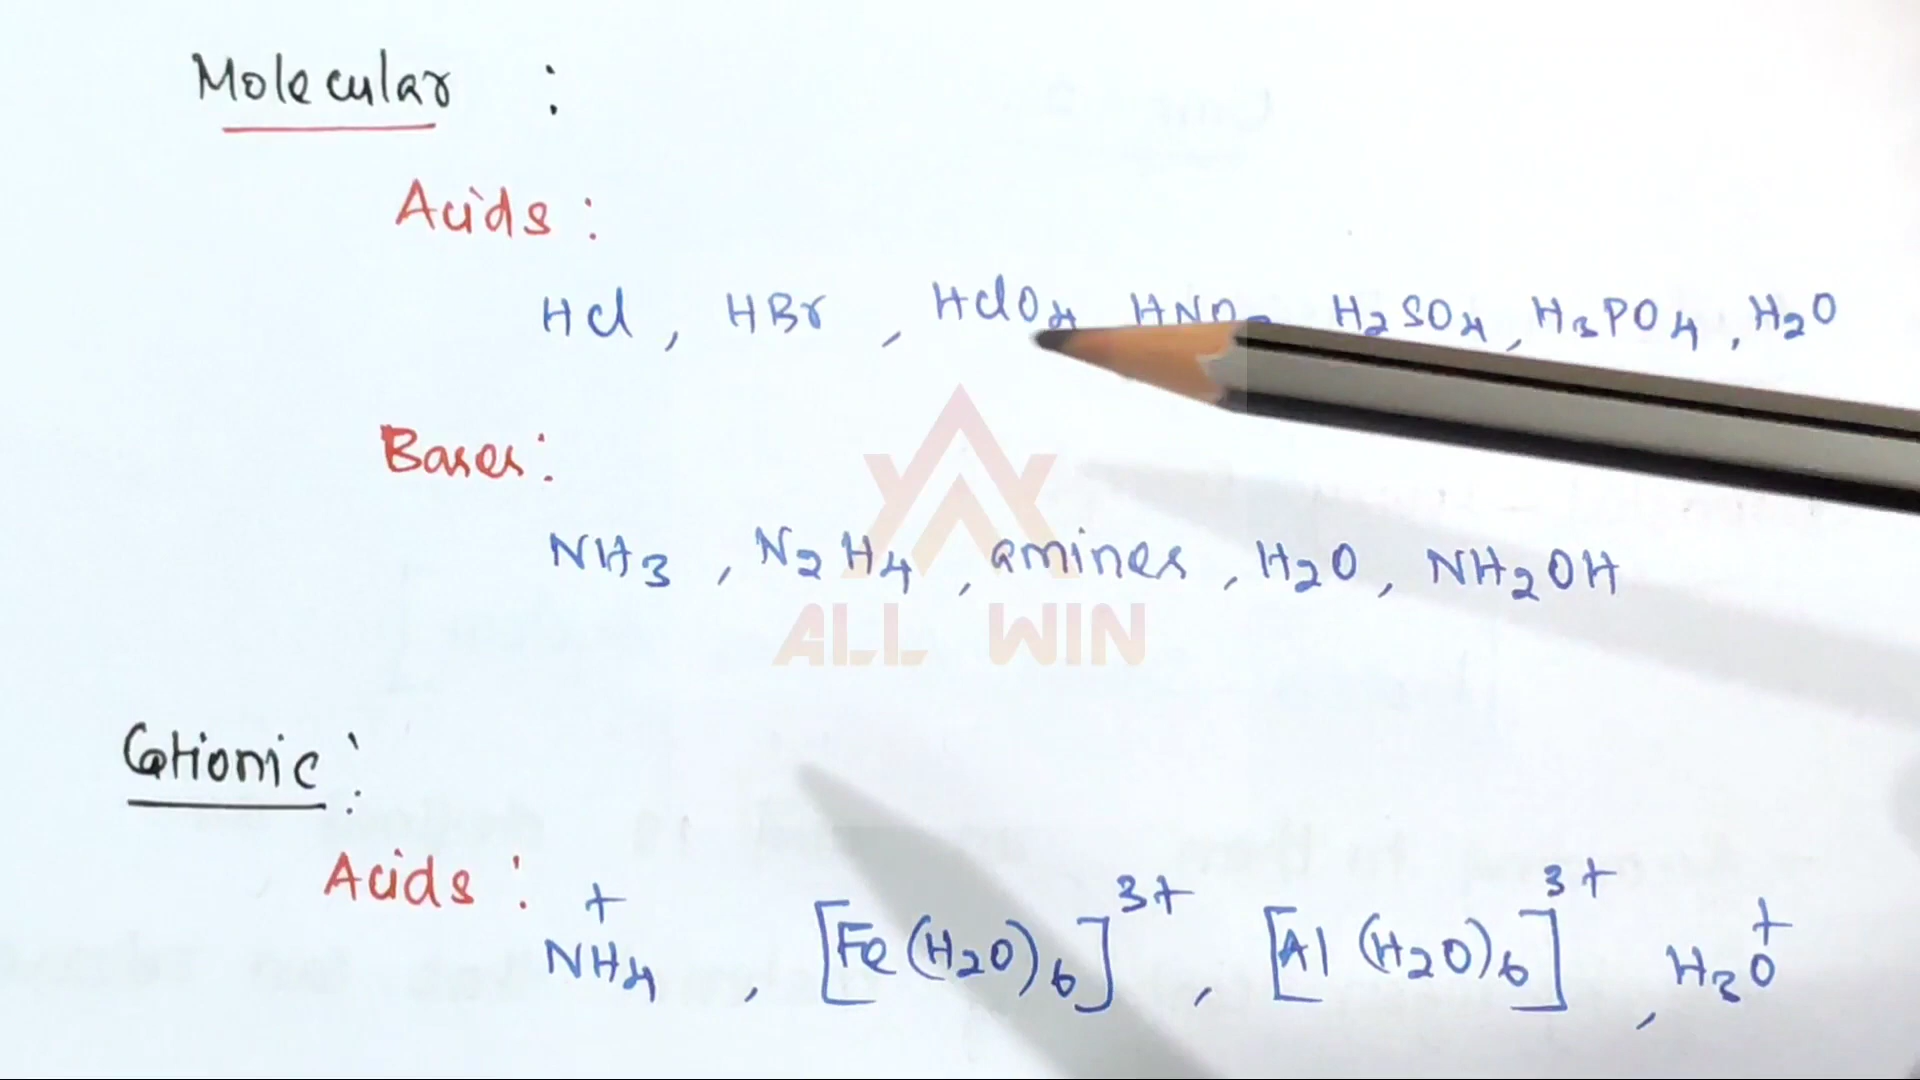 Molecular :
Acids :
HCl , HBr , HClO4 H2SO4 , H3PO4 , H2O
Bases :
NH3 , N2H4 , amines , H2O , NH2OH
ALL WIN
Cationic :
Acids : NH4+ , [Fe(H2O)6]3+ , [Al(H2O)6]3+ , H3O+